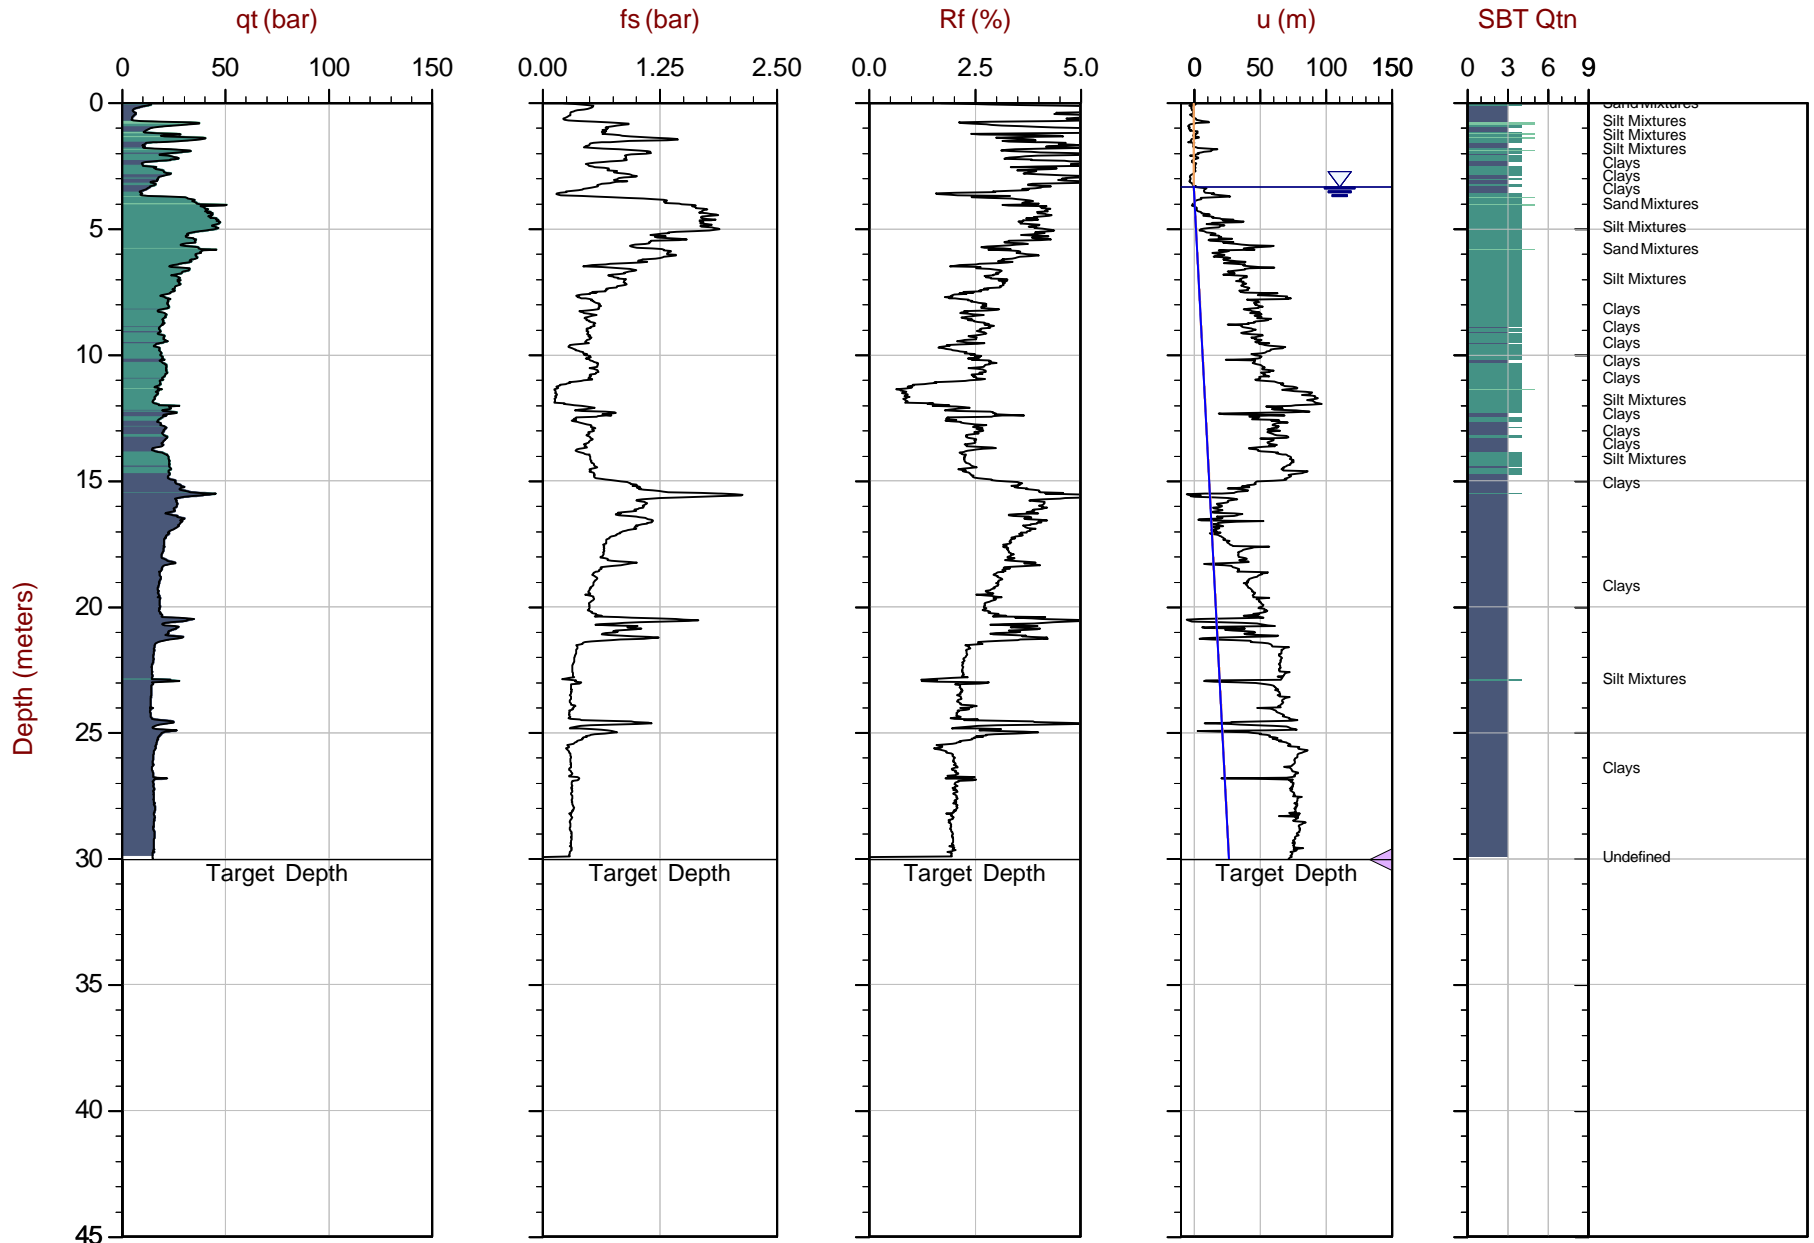 qt (bar) fs (bar) Rf (%) u (m) SBT Qtn
0 50 100 150 0.00 1.25 2.50 0.0 2.5 5.0 0 50 100 150 0 3 6 9
0
Sand Mixtures
Silt Mixtures
Silt Mixtures
Silt Mixtures
Clays
Clays
Clays
Sand Mixtures
5
Silt Mixtures
Sand Mixtures
Silt Mixtures
Clays
Clays
Clays
10
Clays
Clays
Silt Mixtures
Clays
Clays
Clays
Silt Mixtures
15
Clays
Clays
20
Depth (meters)
Silt Mixtures
25
Clays
30
Undefined
Target Depth Target Depth Target Depth Target Depth
35
40
45